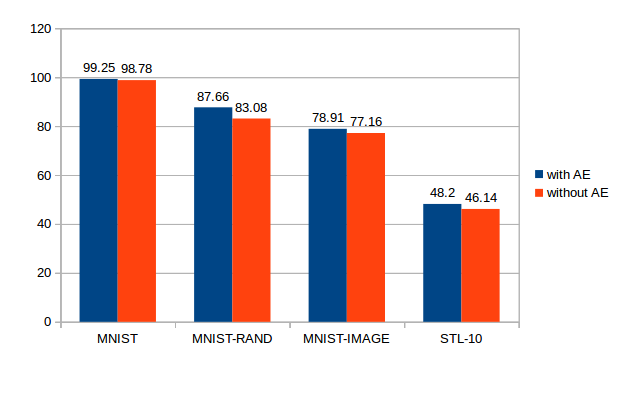 120
100
80
60
40
20
0
99.25 98.78
87.66
83.08
78.91
77.16
48.2
46.14
MNIST
MNIST-RAND
MNIST-IMAGE
STL-10
with AE
without AE